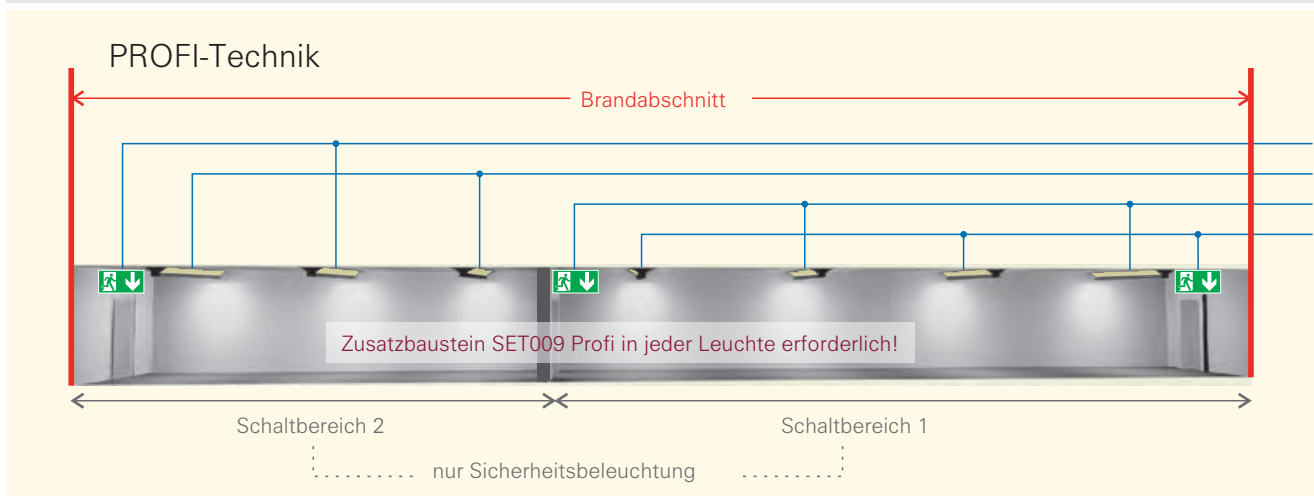 PROFI-Technik
Brandabschnitt
Zusatzbaustein SET009 Profi in jeder Leuchte erforderlich!
Schaltbereich 2
Schaltbereich 1
nur Sicherheitsbeleuchtung